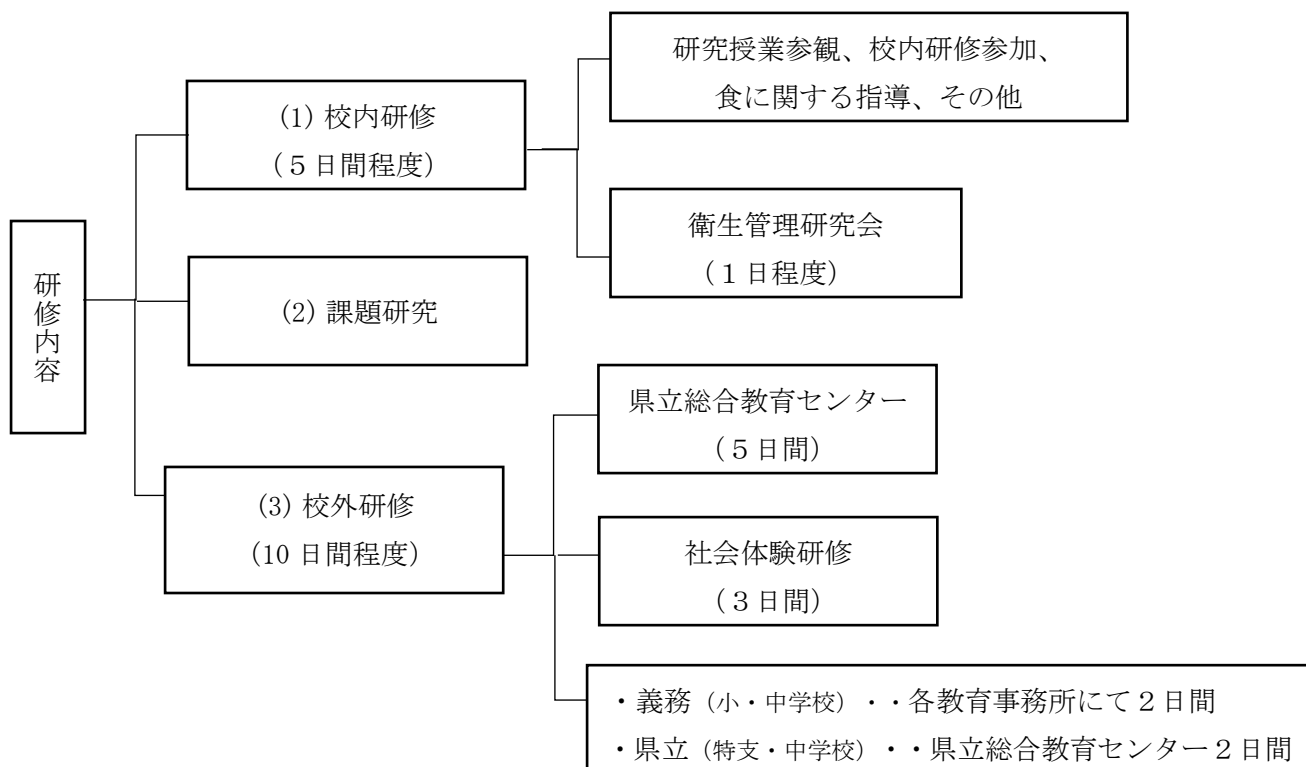 研修内容
(1) 校内研修
（５日間程度）
研究授業参観、校内研修参加、
食に関する指導、その他
衛生管理研究会
（１日程度）
(2) 課題研究
(3) 校外研修
(10 日間程度）
県立総合教育センター
（５日間）
社会体験研修
（３日間）
・義務（小・中学校）・・各教育事務所にて２日間
・県立（特支・中学校）・・県立総合教育センター２日間